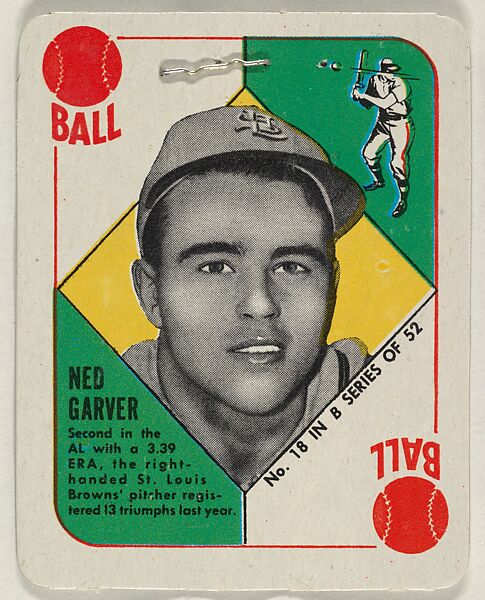 BALL
NED
GARVER
Second in the
AL with a 3.39
ERA, the right-
handed St. Louis
Browns' pitcher regis-
tered 13 triumphs last year.
No. 18 IN B SERIES OF 52
BALL